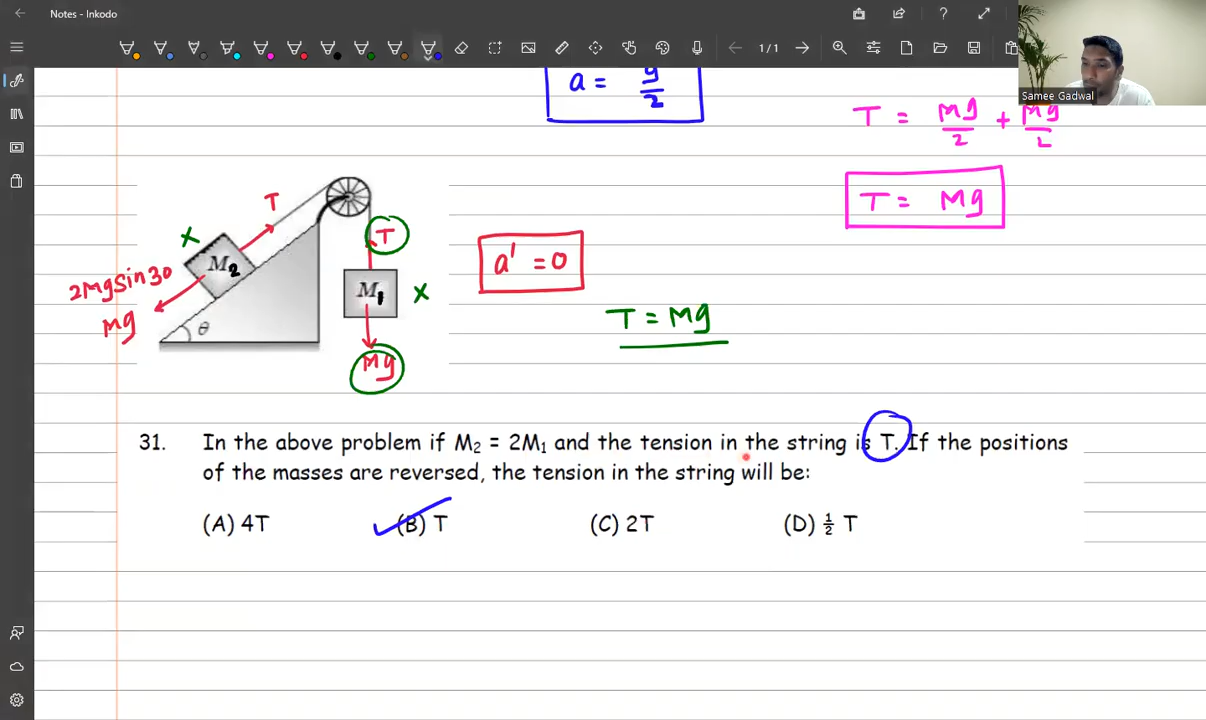 Notes - Inkodo
1/1
Samee Gadwal
a = g/2
T = Mg/2 + Mg/2
T = Mg
T
X
T
M2
2Mgsin30
Mg
θ
M1
X
Mg
a' = 0
T = Mg
31. In the above problem if M₂ = 2M₁ and the tension in the string is T. If the positions
of the masses are reversed, the tension in the string will be:
(A) 4T (B) T (C) 2T (D) ½ T